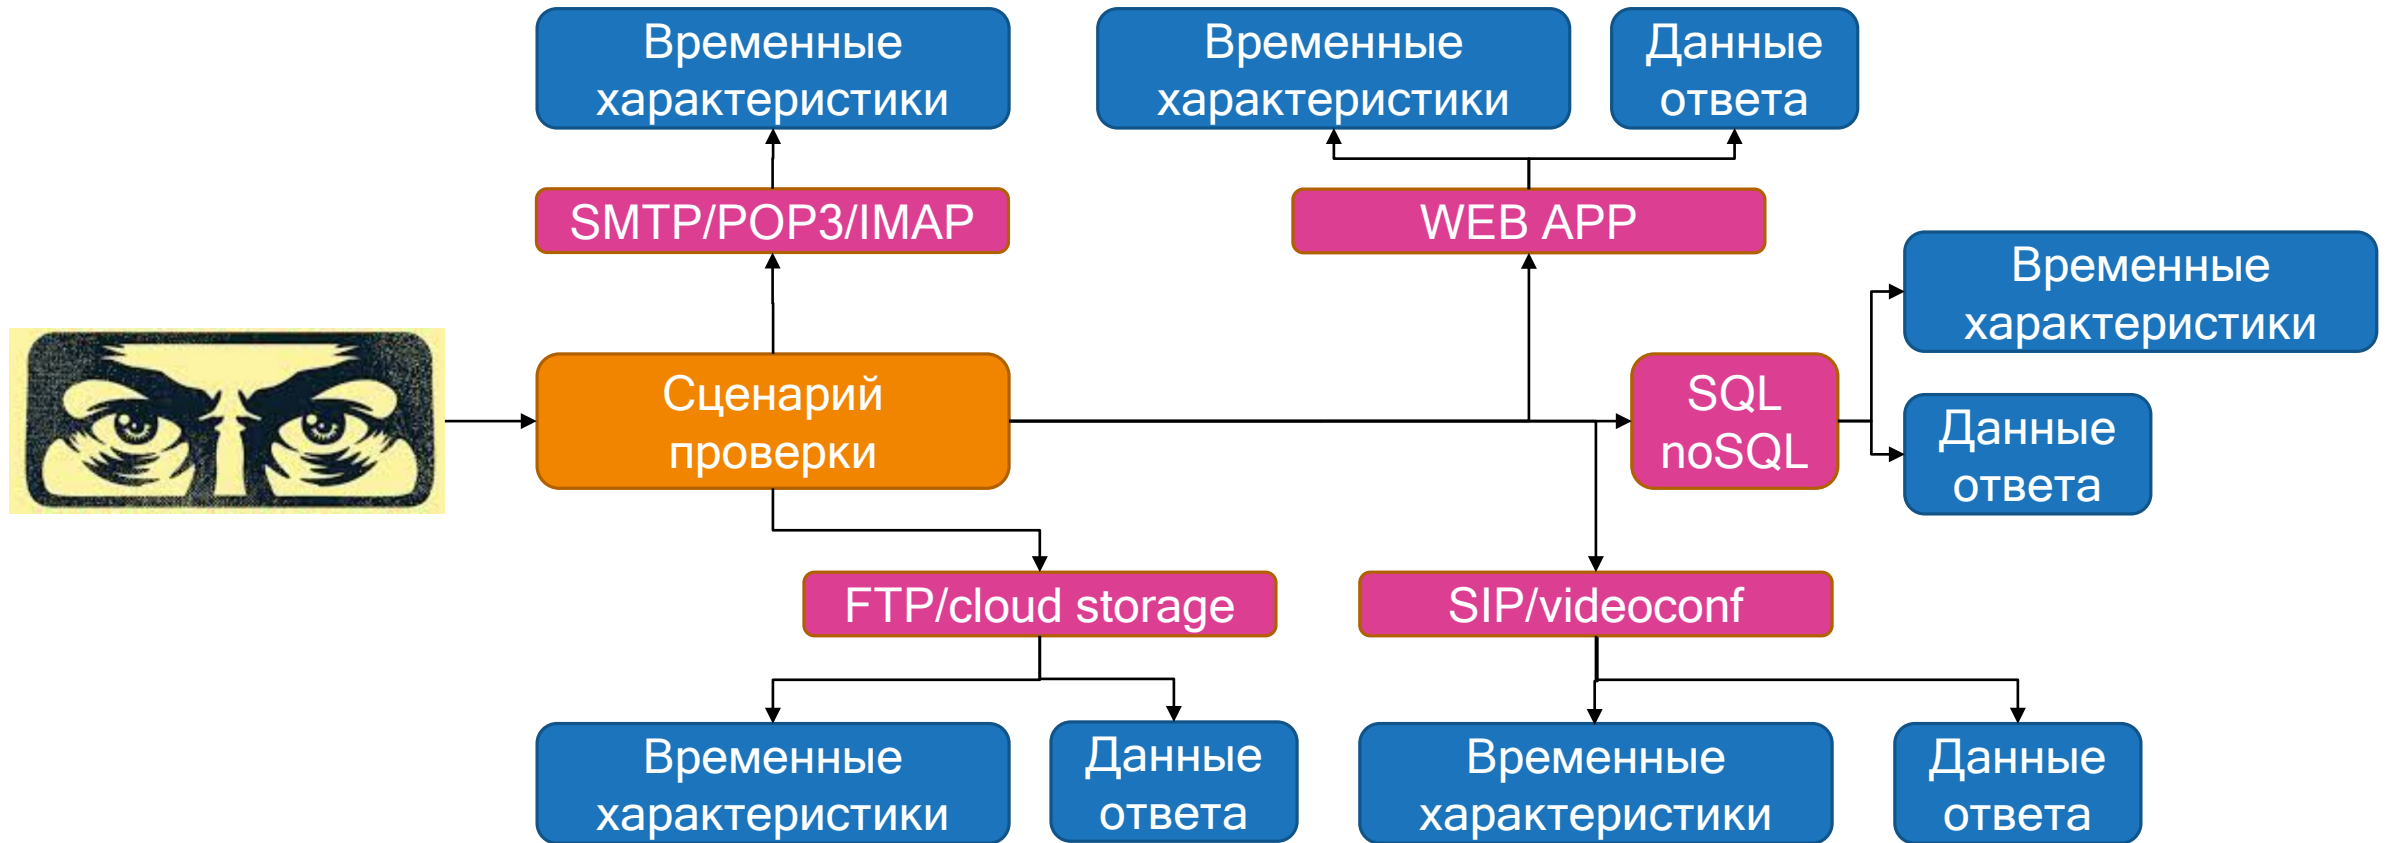 Временные
характеристики
Временные
характеристики
Данные
ответа
SMTP/POP3/IMAP
WEB APP
Временные
характеристики
Сценарий
проверки
SQL
noSQL
Данные
ответа
FTP/cloud storage
SIP/videoconf
Временные
характеристики
Данные
ответа
Временные
характеристики
Данные
ответа